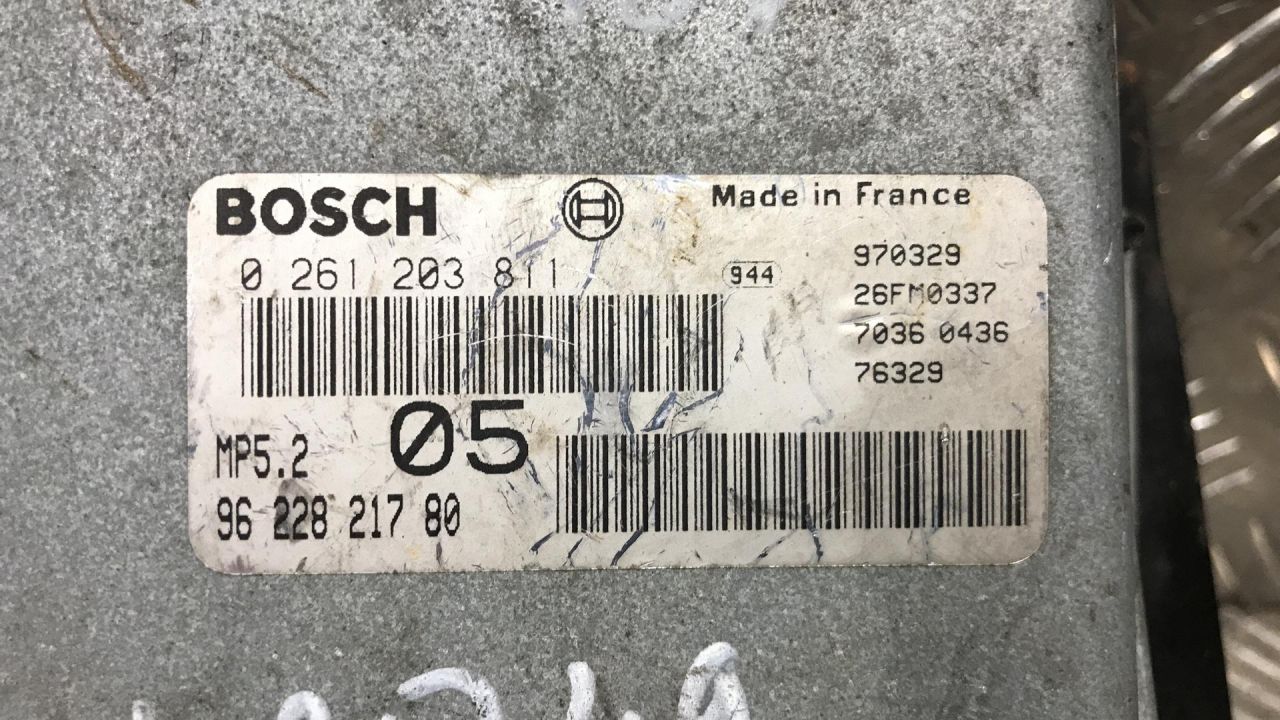 BOSCH
Made in France
0 261 203 811
944
970329
26FM0337
7036 0436
76329
05
MP5.2
96 228 217 80